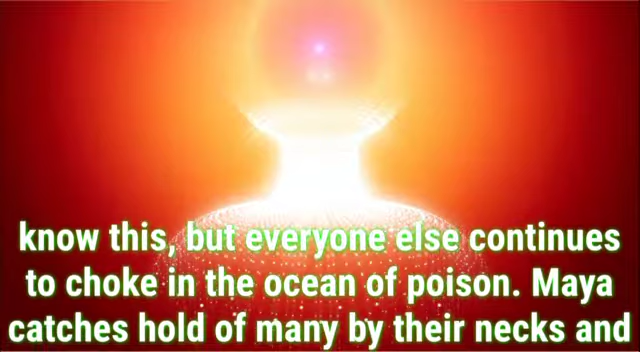 know this, but everyone else continues
to choke in the ocean of poison. Maya
catches hold of many by their necks and